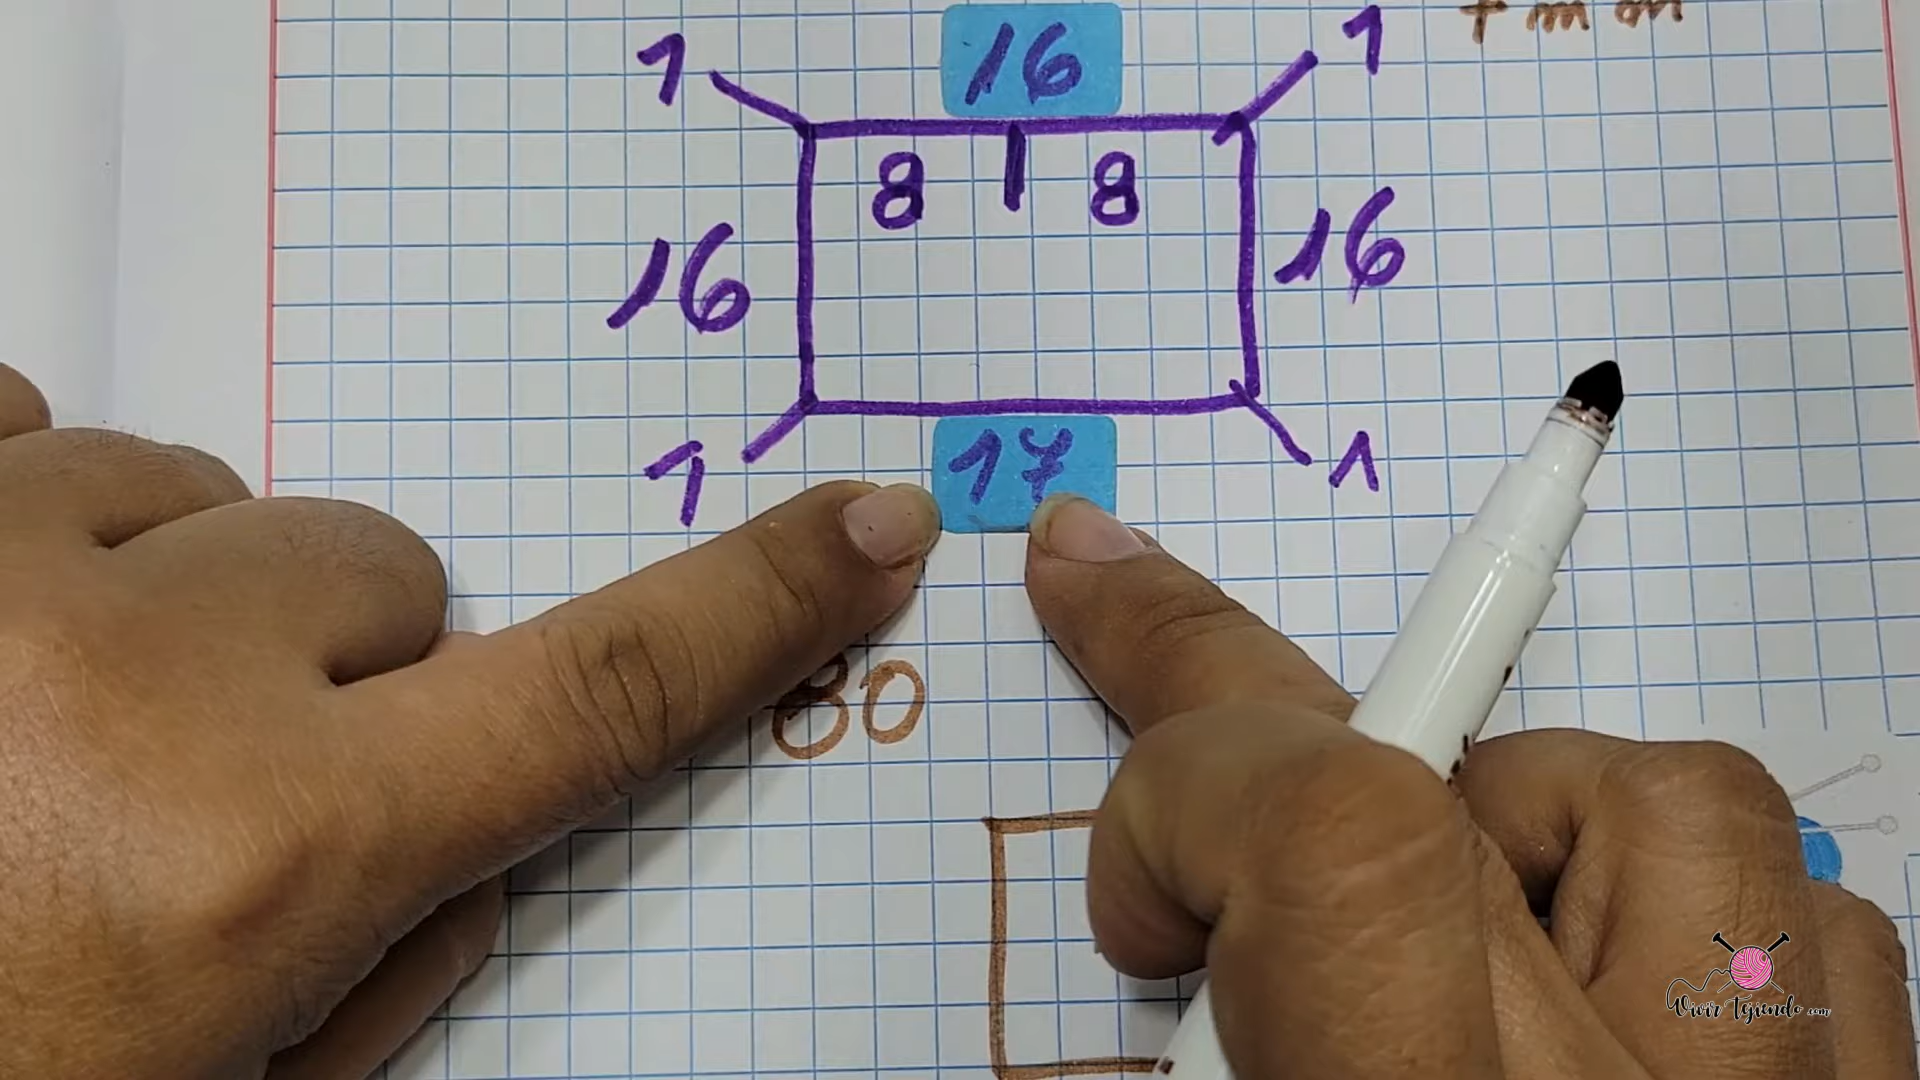 1 16 1
8 8
16 16
1 17 1
80
Vivir Tejiendo .com